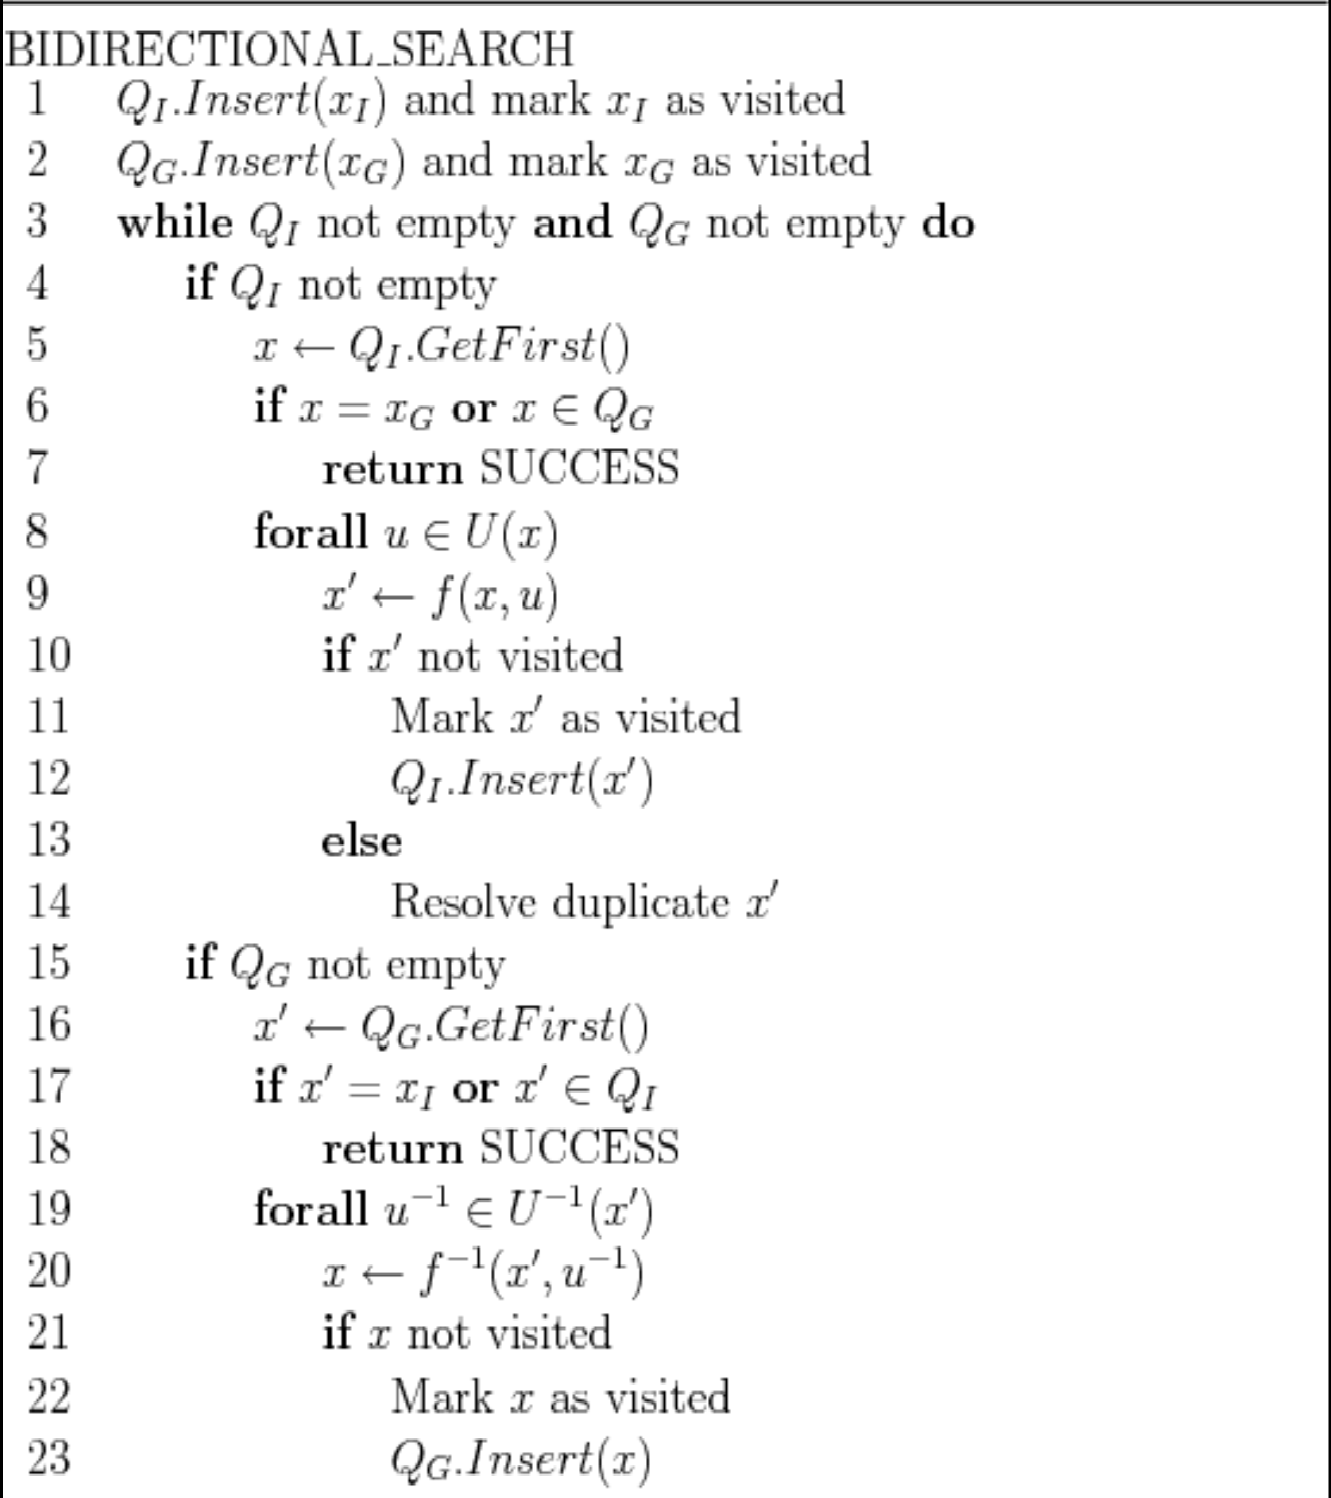 BIDIRECTIONAL_SEARCH
1 Q_I.Insert(x_I) and mark x_I as visited
2 Q_G.Insert(x_G) and mark x_G as visited
3 while Q_I not empty and Q_G not empty do
4 if Q_I not empty
5 x ← Q_I.GetFirst()
6 if x = x_G or x ∈ Q_G
7 return SUCCESS
8 forall u ∈ U(x)
9 x′ ← f(x, u)
10 if x′ not visited
11 Mark x′ as visited
12 Q_I.Insert(x′)
13 else
14 Resolve duplicate x′
15 if Q_G not empty
16 x′ ← Q_G.GetFirst()
17 if x′ = x_I or x′ ∈ Q_I
18 return SUCCESS
19 forall u⁻¹ ∈ U⁻¹(x′)
20 x ← f⁻¹(x′, u⁻¹)
21 if x not visited
22 Mark x as visited
23 Q_G.Insert(x)